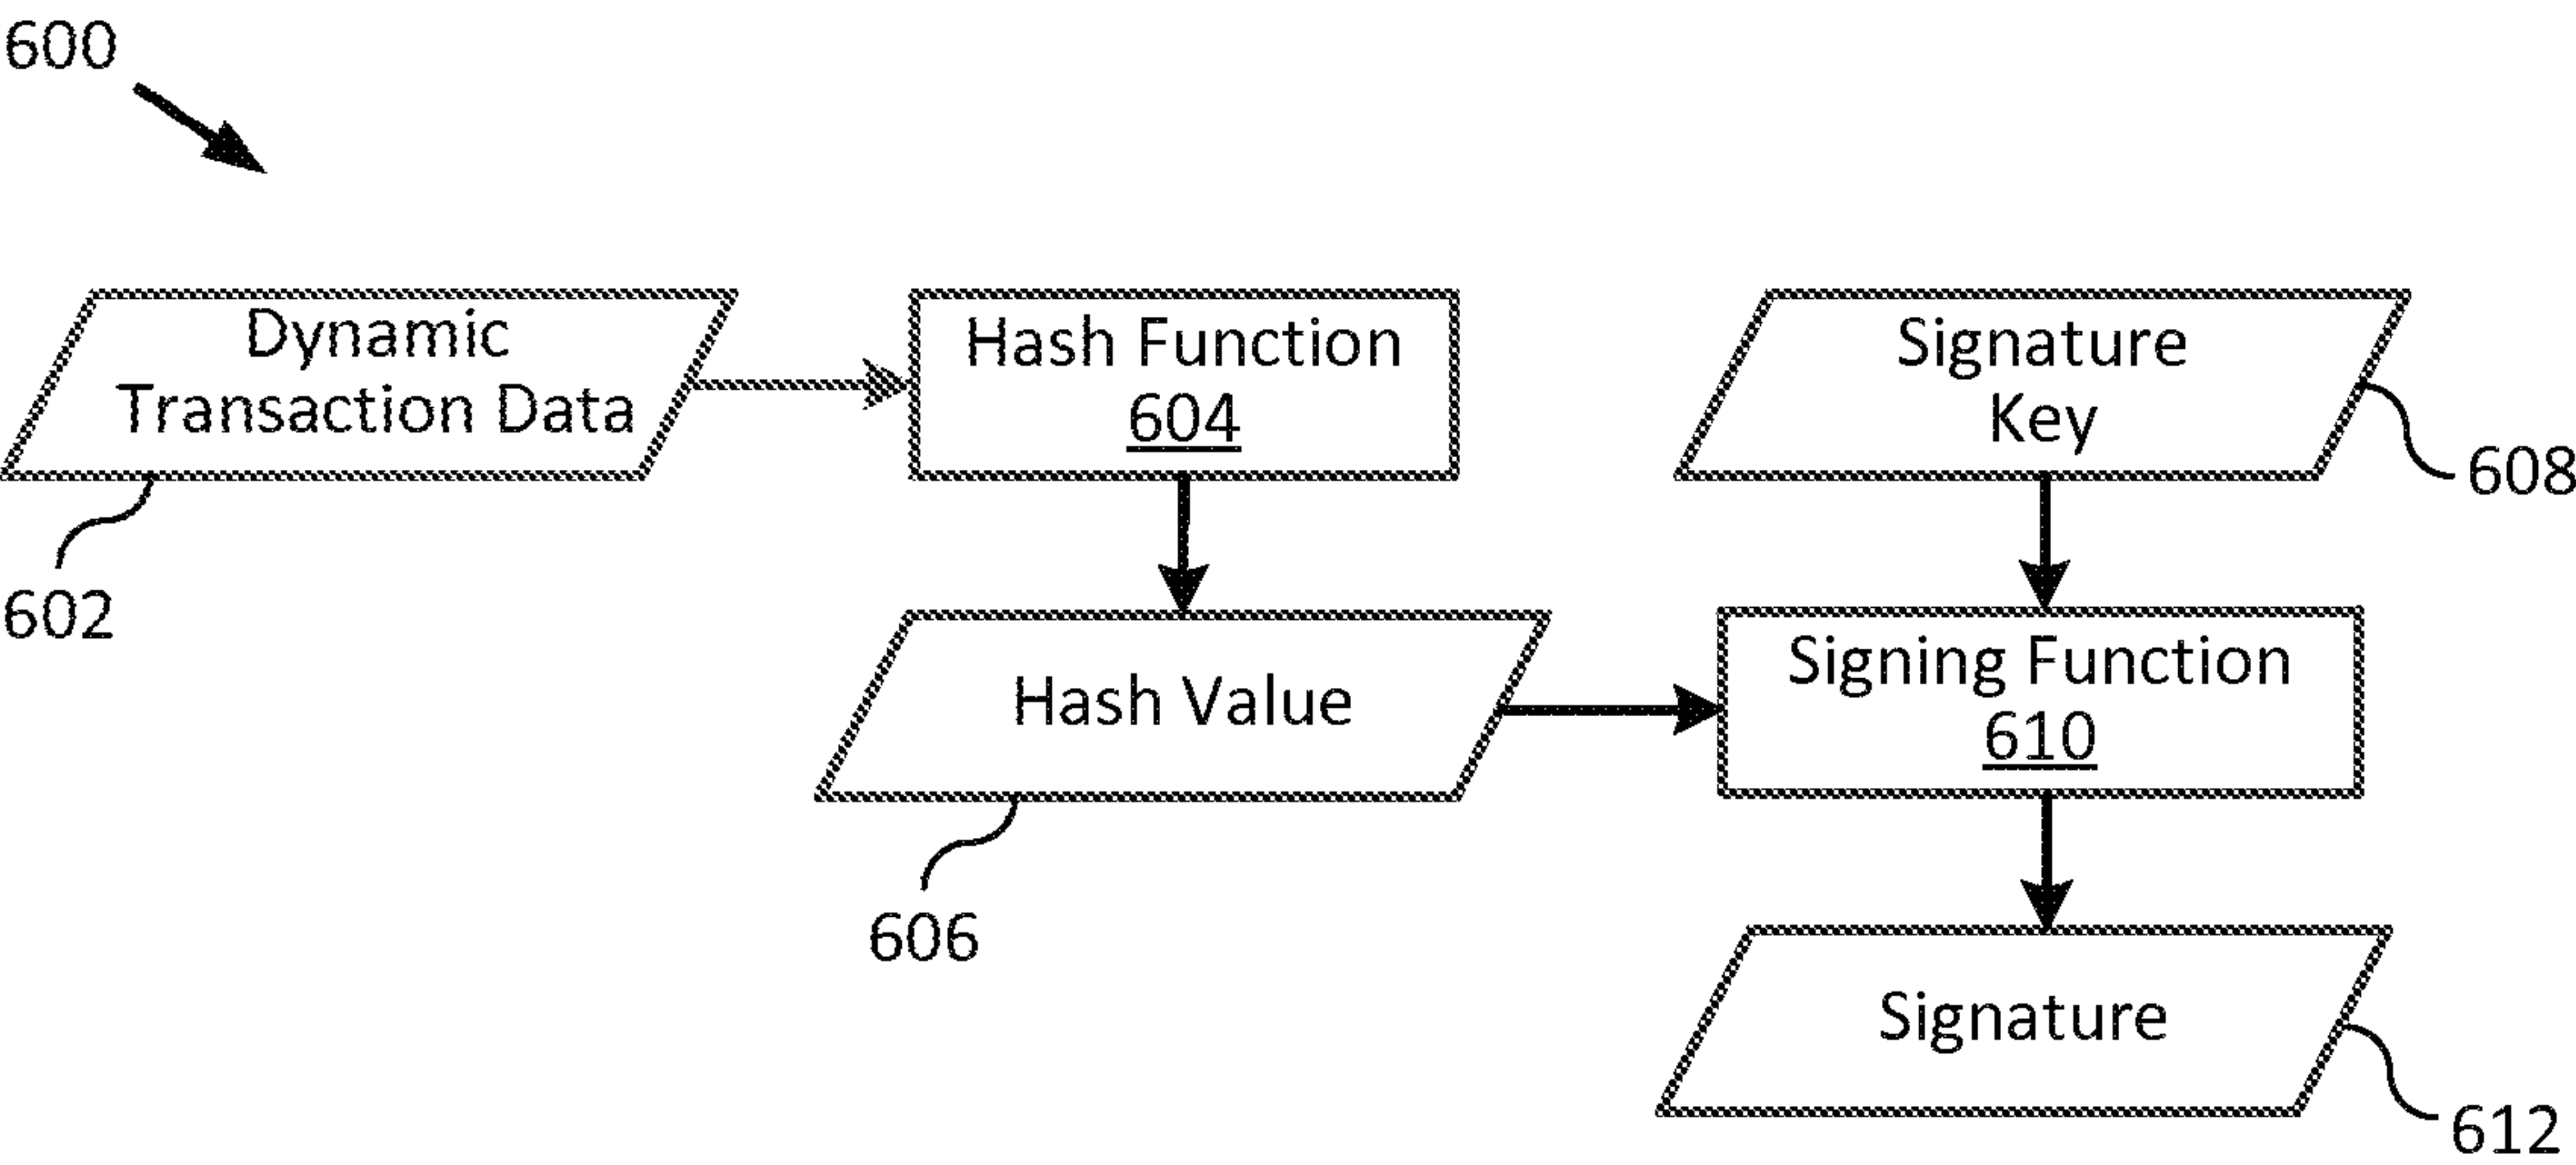 600
Dynamic
Transaction Data
602
Hash Function
604
Signature
Key
608
Hash Value
606
Signing Function
610
Signature
612